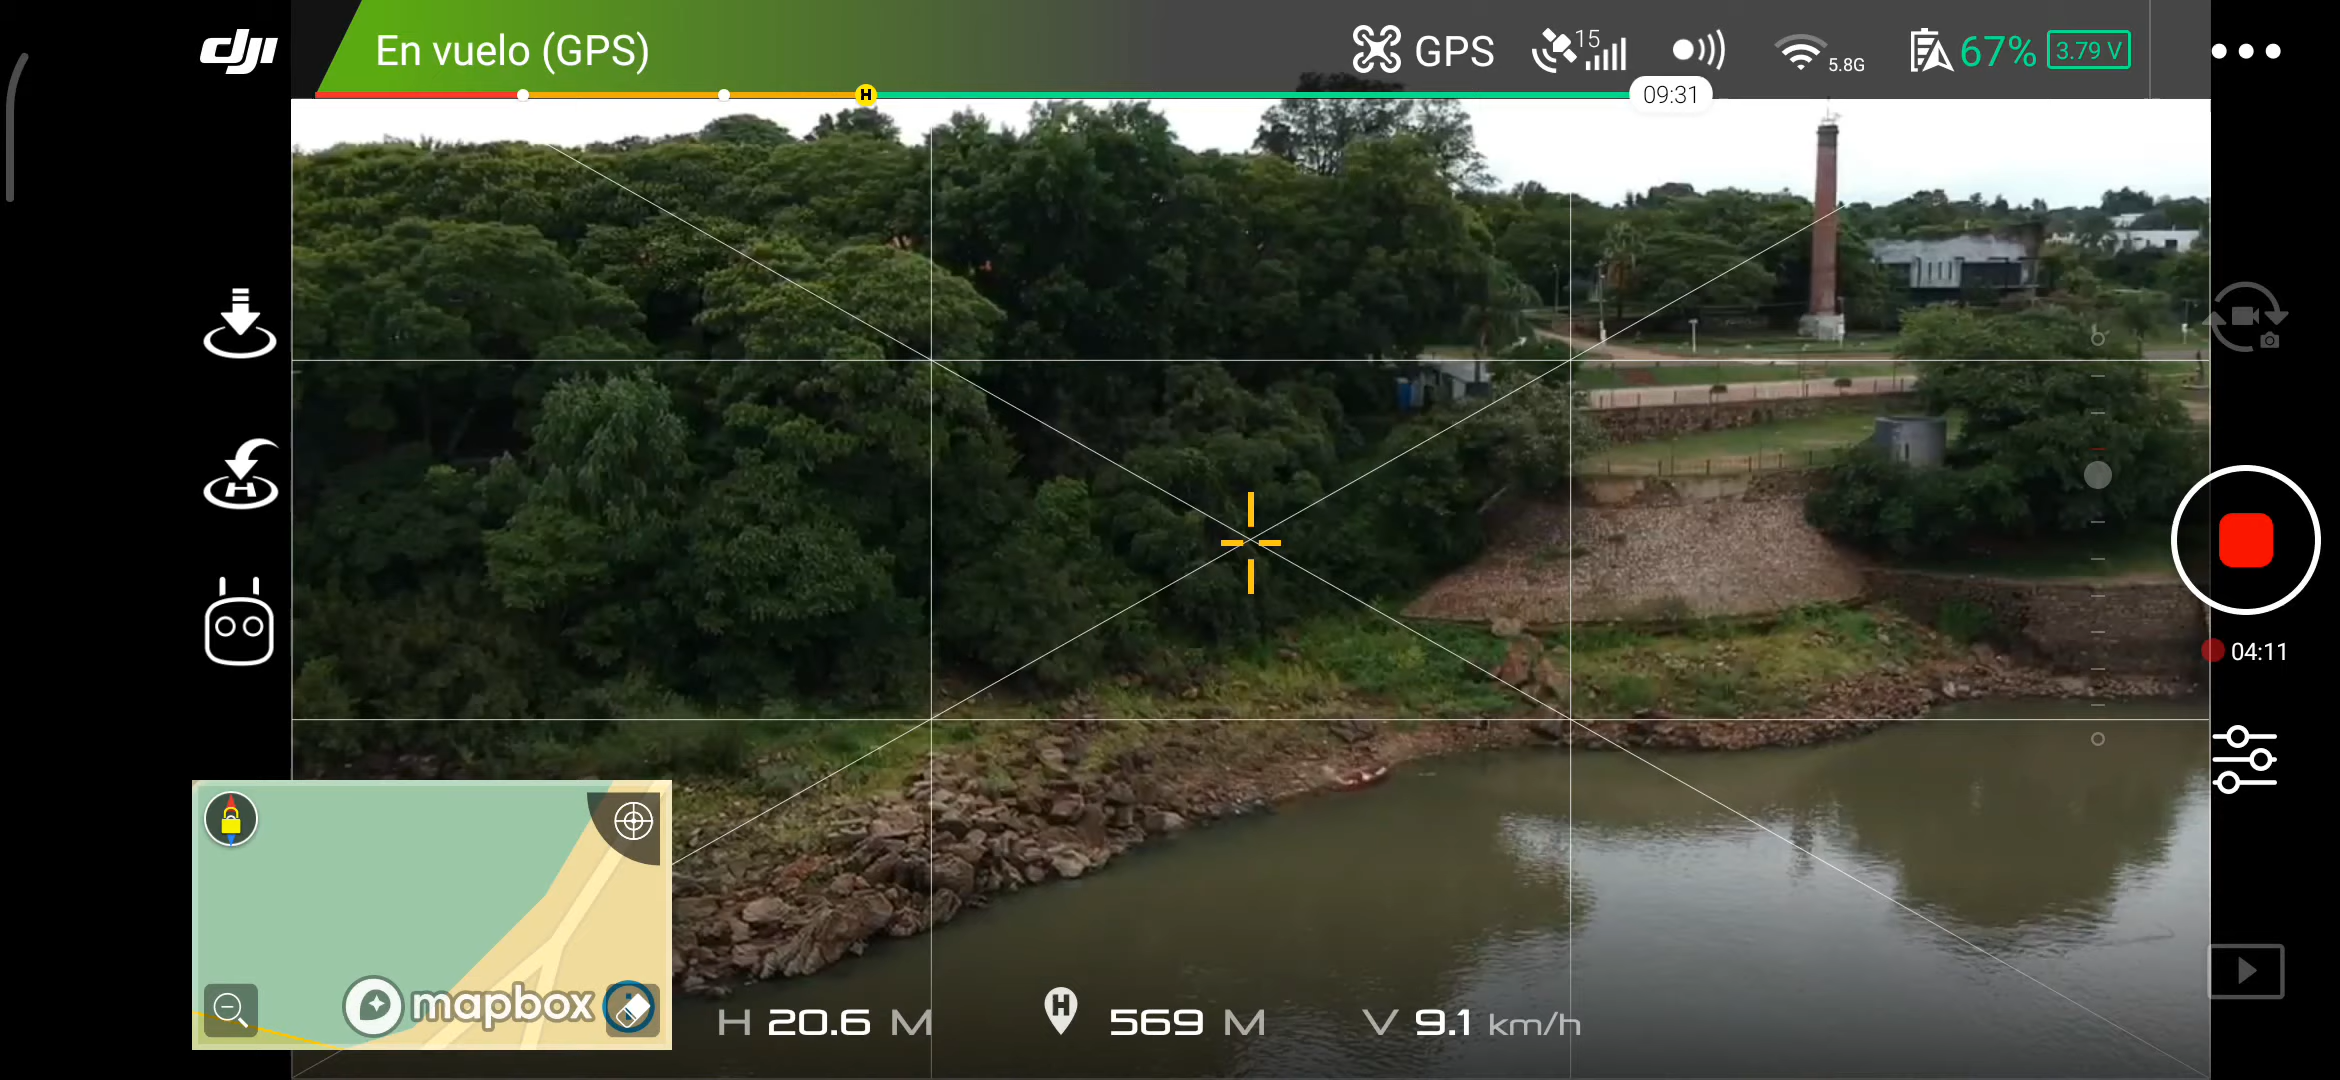 dji
En vuelo (GPS)
GPS
15
5.8G
67%
3.79 V
H
09:31
H
04:11
mapbox
H 20.6 M
H 569 M
V 9.1 km/h